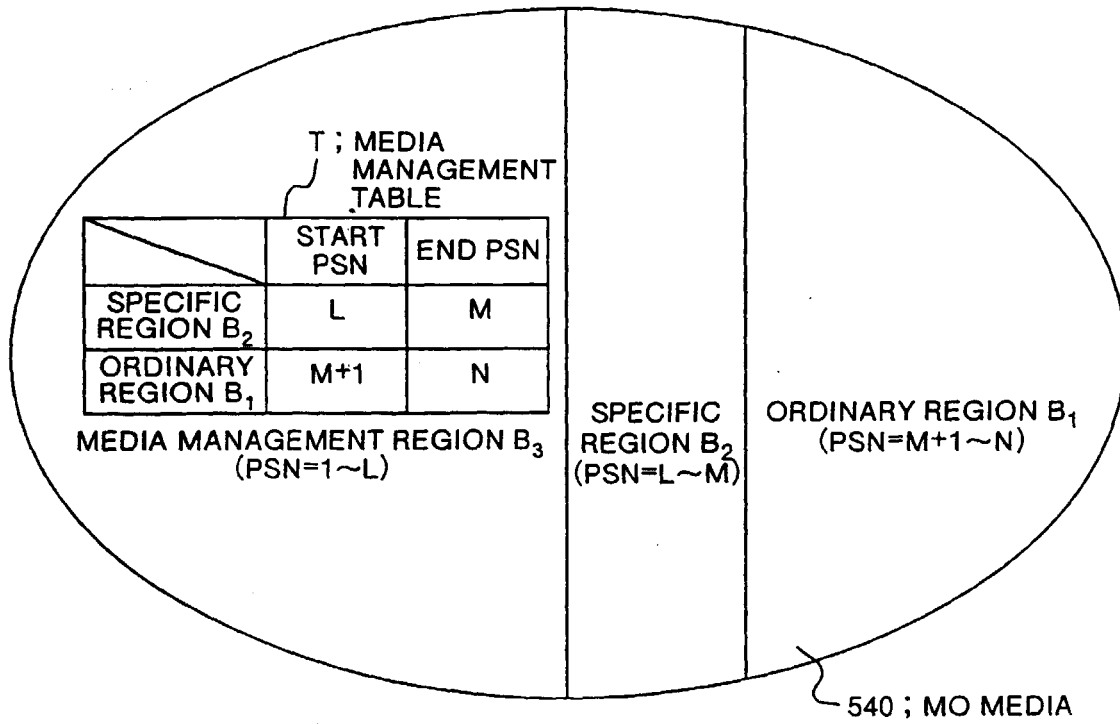 T ; MEDIA
MANAGEMENT
TABLE
START
PSN
END PSN
SPECIFIC
REGION B₂
L
M
ORDINARY
REGION B₁
M+1
N
MEDIA MANAGEMENT REGION B₃
(PSN=1~L)
SPECIFIC
REGION B₂
(PSN=L~M)
ORDINARY REGION B₁
(PSN=M+1~N)
540 ; MO MEDIA